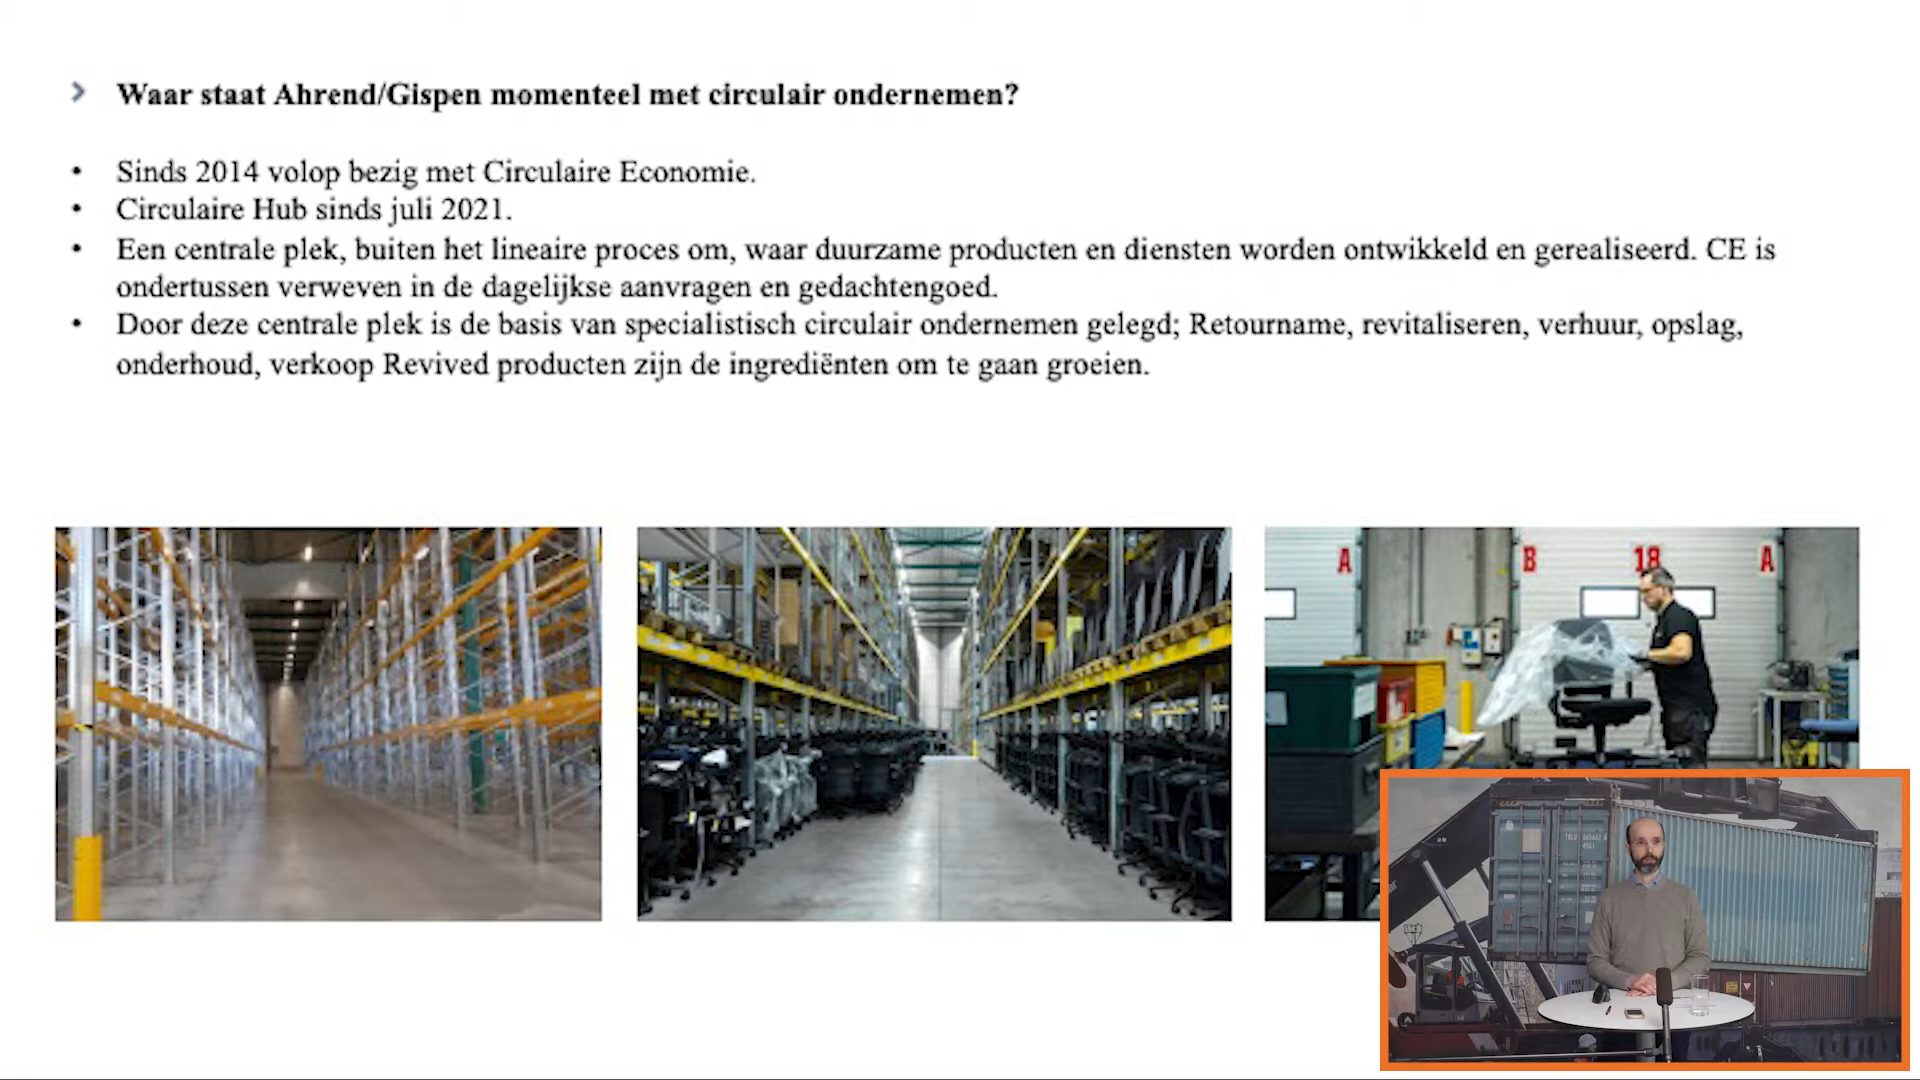 Waar staat Ahrend/Gispen momenteel met circulair ondernemen?
• Sinds 2014 volop bezig met Circulaire Economie.
• Circulaire Hub sinds juli 2021.
• Een centrale plek, buiten het lineaire proces om, waar duurzame producten en diensten worden ontwikkeld en gerealiseerd. CE is
ondertussen verweven in de dagelijkse aanvragen en gedachtengoed.
• Door deze centrale plek is de basis van specialistisch circulair ondernemen gelegd; Retourname, revitaliseren, verhuur, opslag,
onderhoud, verkoop Revived producten zijn de ingrediënten om te gaan groeien.
A B 18 A